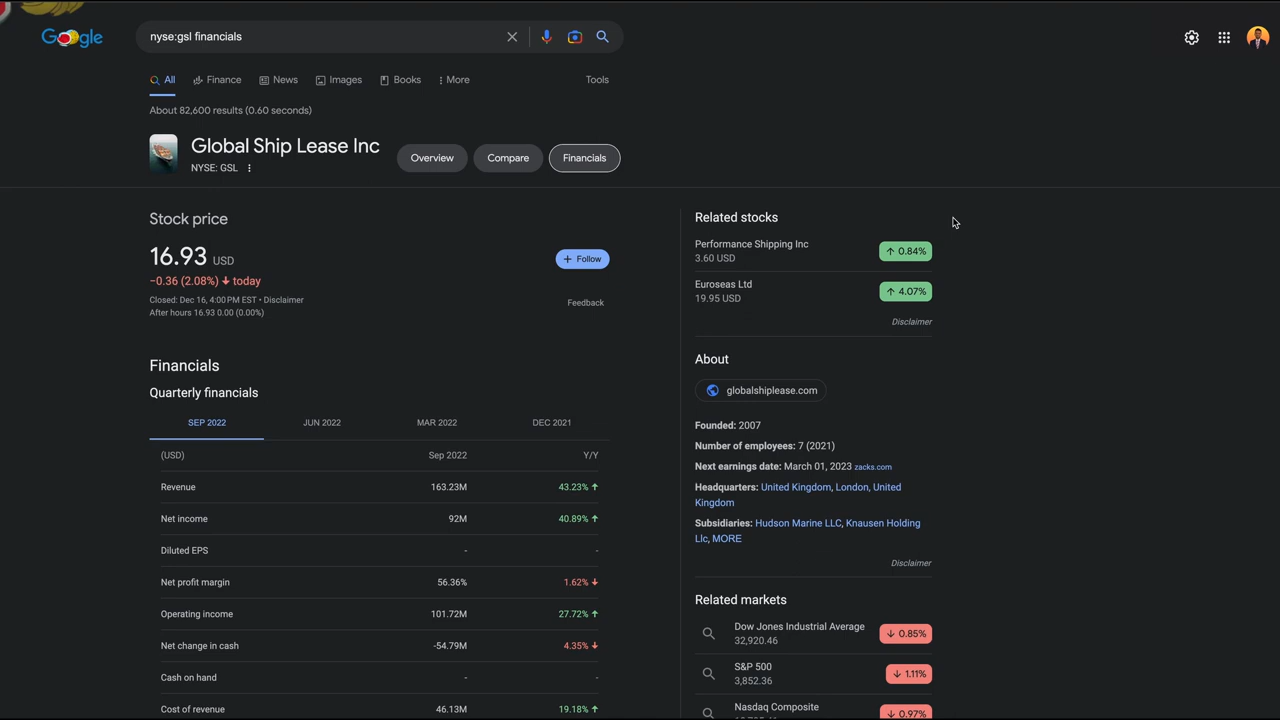 Google
nyse:gsl financials
All
Finance
News
Images
Books
More
Tools
About 82,600 results (0.60 seconds)
Global Ship Lease Inc
NYSE: GSL
Overview
Compare
Financials
Stock price
16.93 USD
−0.36 (2.08%) ↓ today
Closed: Dec 16, 4:00 PM EST • Disclaimer
After hours 16.93 0.00 (0.00%)
+ Follow
Feedback
Financials
Quarterly financials
SEP 2022 JUN 2022 MAR 2022 DEC 2021
(USD) Sep 2022 Y/Y
Revenue 163.23M 43.23% ↑
Net income 92M 40.89% ↑
Diluted EPS - -
Net profit margin 56.36% 1.62% ↓
Operating income 101.72M 27.72% ↑
Net change in cash -54.79M 4.35% ↓
Cash on hand - -
Cost of revenue 46.13M 19.18% ↑
Related stocks
Performance Shipping Inc
3.60 USD
↑ 0.84%
Euroseas Ltd
19.95 USD
↑ 4.07%
Disclaimer
About
globalshiplease.com
Founded: 2007
Number of employees: 7 (2021)
Next earnings date: March 01, 2023 zacks.com
Headquarters: United Kingdom, London, United
Kingdom
Subsidiaries: Hudson Marine LLC, Knausen Holding
Llc, MORE
Disclaimer
Related markets
Dow Jones Industrial Average
32,920.46
↓ 0.85%
S&P 500
3,852.36
↓ 1.11%
Nasdaq Composite
↓ 0.97%